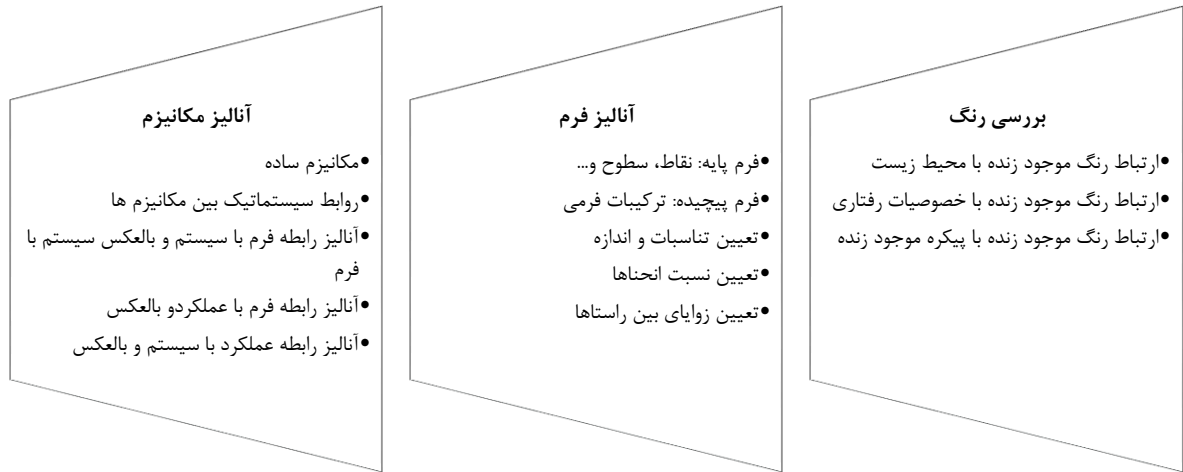 بررسی رنگ
•ارتباط رنگ موجود زنده با محیط زیست
•ارتباط رنگ موجود زنده با خصوصیات رفتاری
•ارتباط رنگ موجود زنده با پیکره موجود زنده
آنالیز فرم
•فرم پایه: نقاط، سطوح و...
•فرم پیچیده: ترکیبات فرمی
•تعیین تناسبات و اندازه
•تعیین نسبت انحناها
•تعیین زوایای بین راستاها
آنالیز مکانیزم
•مکانیزم ساده
•روابط سیستماتیک بین مکانیزم ها
•آنالیز رابطه فرم با سیستم و بالعکس سیستم با
فرم
•آنالیز رابطه فرم با عملکردو بالعکس
•آنالیز رابطه عملکرد با سیستم و بالعکس